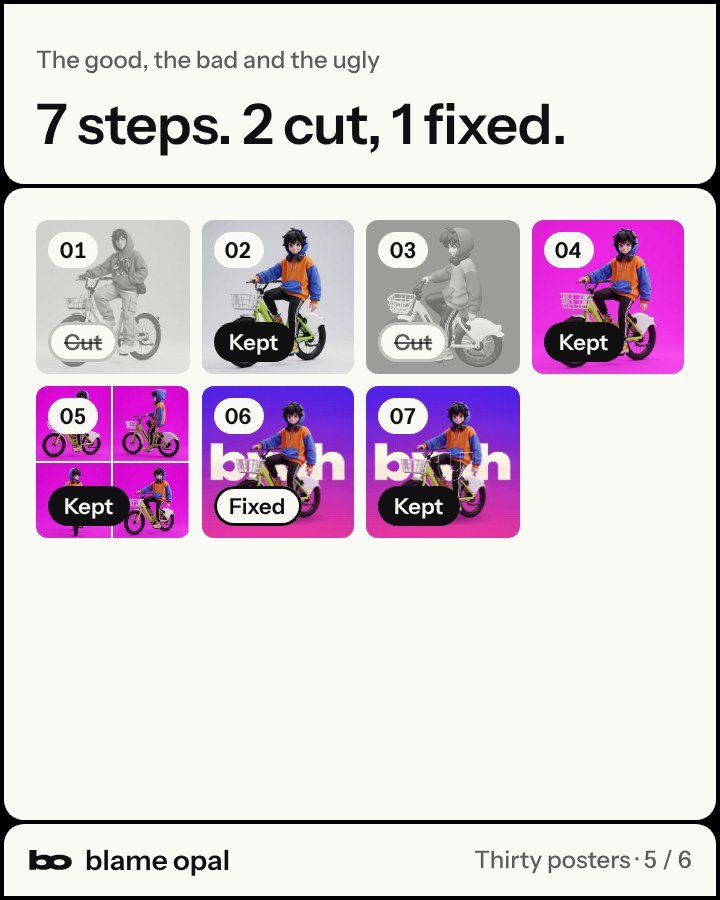 The good, the bad and the ugly
7 steps. 2 cut, 1 fixed.
01
02
03
04
Cut
Kept
Cut
Kept
05
06
07
Kept
Fixed
Kept
bo blame opal
Thirty posters · 5 / 6